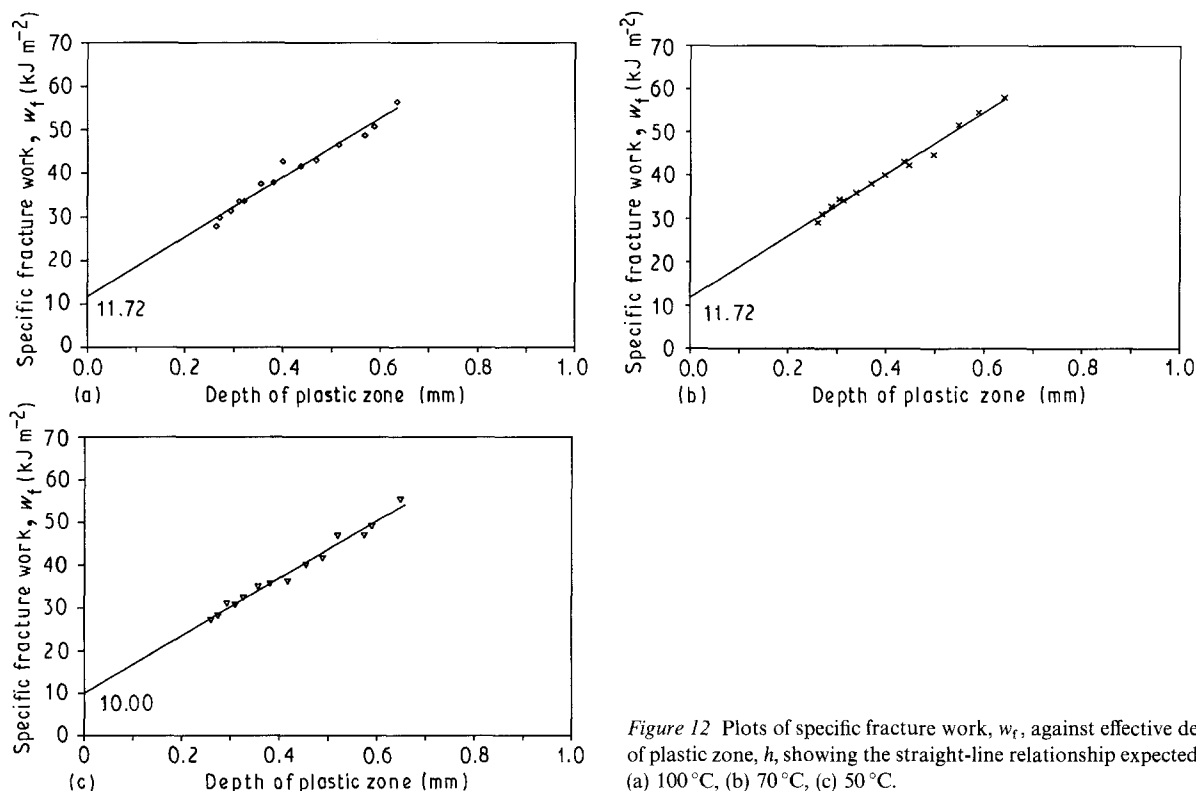 Specific fracture work, w_f (kJ m⁻²)
70
60
50
40
30
20
10
0
11.72
0.0 0.2 0.4 0.6 0.8 1.0
(a) Depth of plastic zone (mm)
Specific fracture work, w_f (kJ m⁻²)
70
60
50
40
30
20
10
0
11.72
0.0 0.2 0.4 0.6 0.8 1.0
(b) Depth of plastic zone (mm)
Specific fracture work, w_f (kJ m⁻²)
70
60
50
40
30
20
10
0
10.00
0.0 0.2 0.4 0.6 0.8 1.0
(c) Depth of plastic zone (mm)
Figure 12 Plots of specific fracture work, w_f, against effective de
of plastic zone, h, showing the straight-line relationship expected
(a) 100 °C, (b) 70 °C, (c) 50 °C.